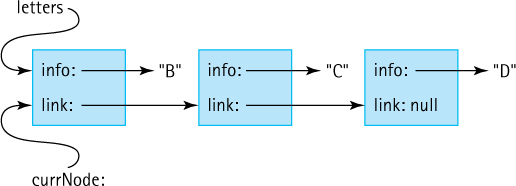 letters
info: "B" info: "C" info: "D"
link: link: link: null
currNode: